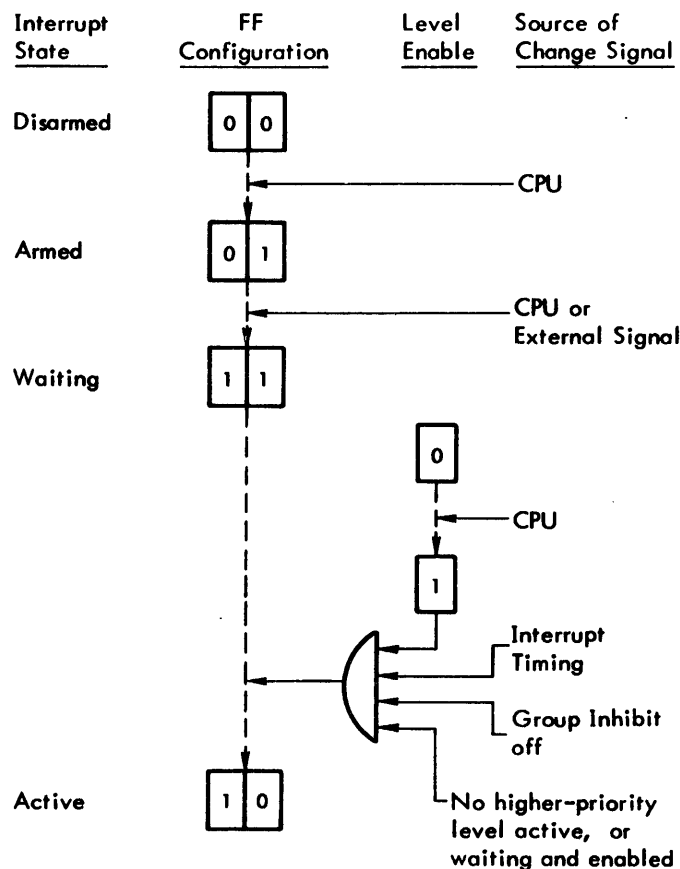 Interrupt State
FF Configuration
Level Enable
Source of Change Signal
Disarmed
0 0
CPU
Armed
0 1
CPU or
External Signal
Waiting
1 1
0
CPU
1
Interrupt
Timing
Group Inhibit
off
Active
1 0
No higher-priority
level active, or
waiting and enabled